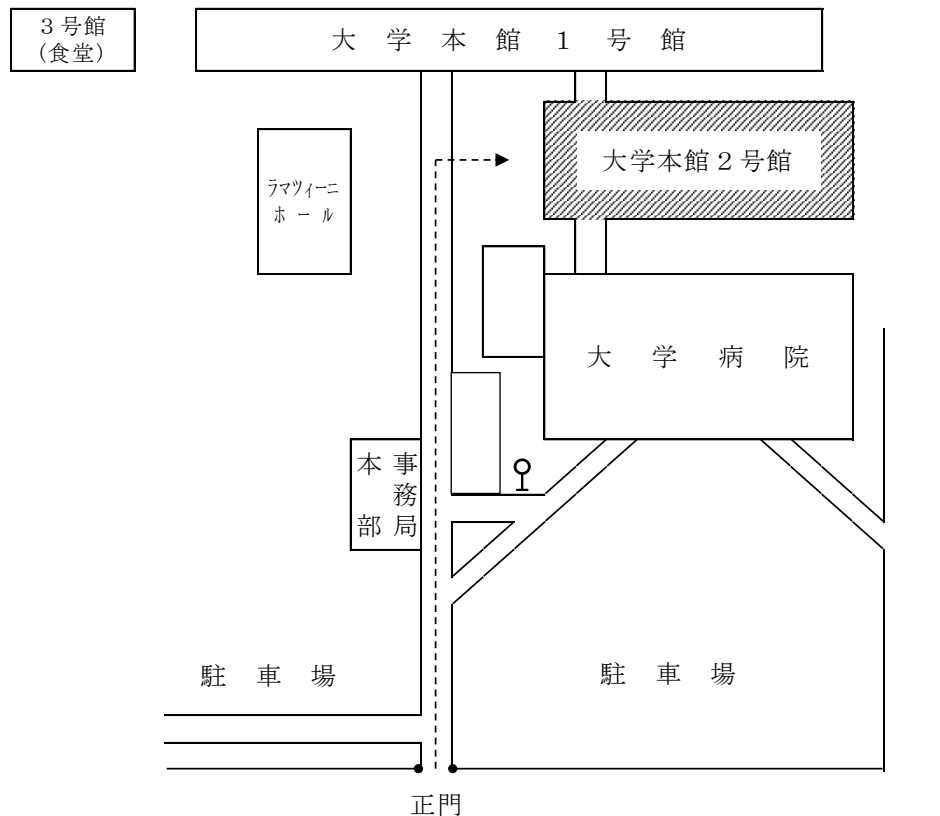 3号館
(食堂)
大学本館1号館
大学本館2号館
ラマツィーニ
ホール
大学病院
本部
事務局
駐車場
駐車場
正門